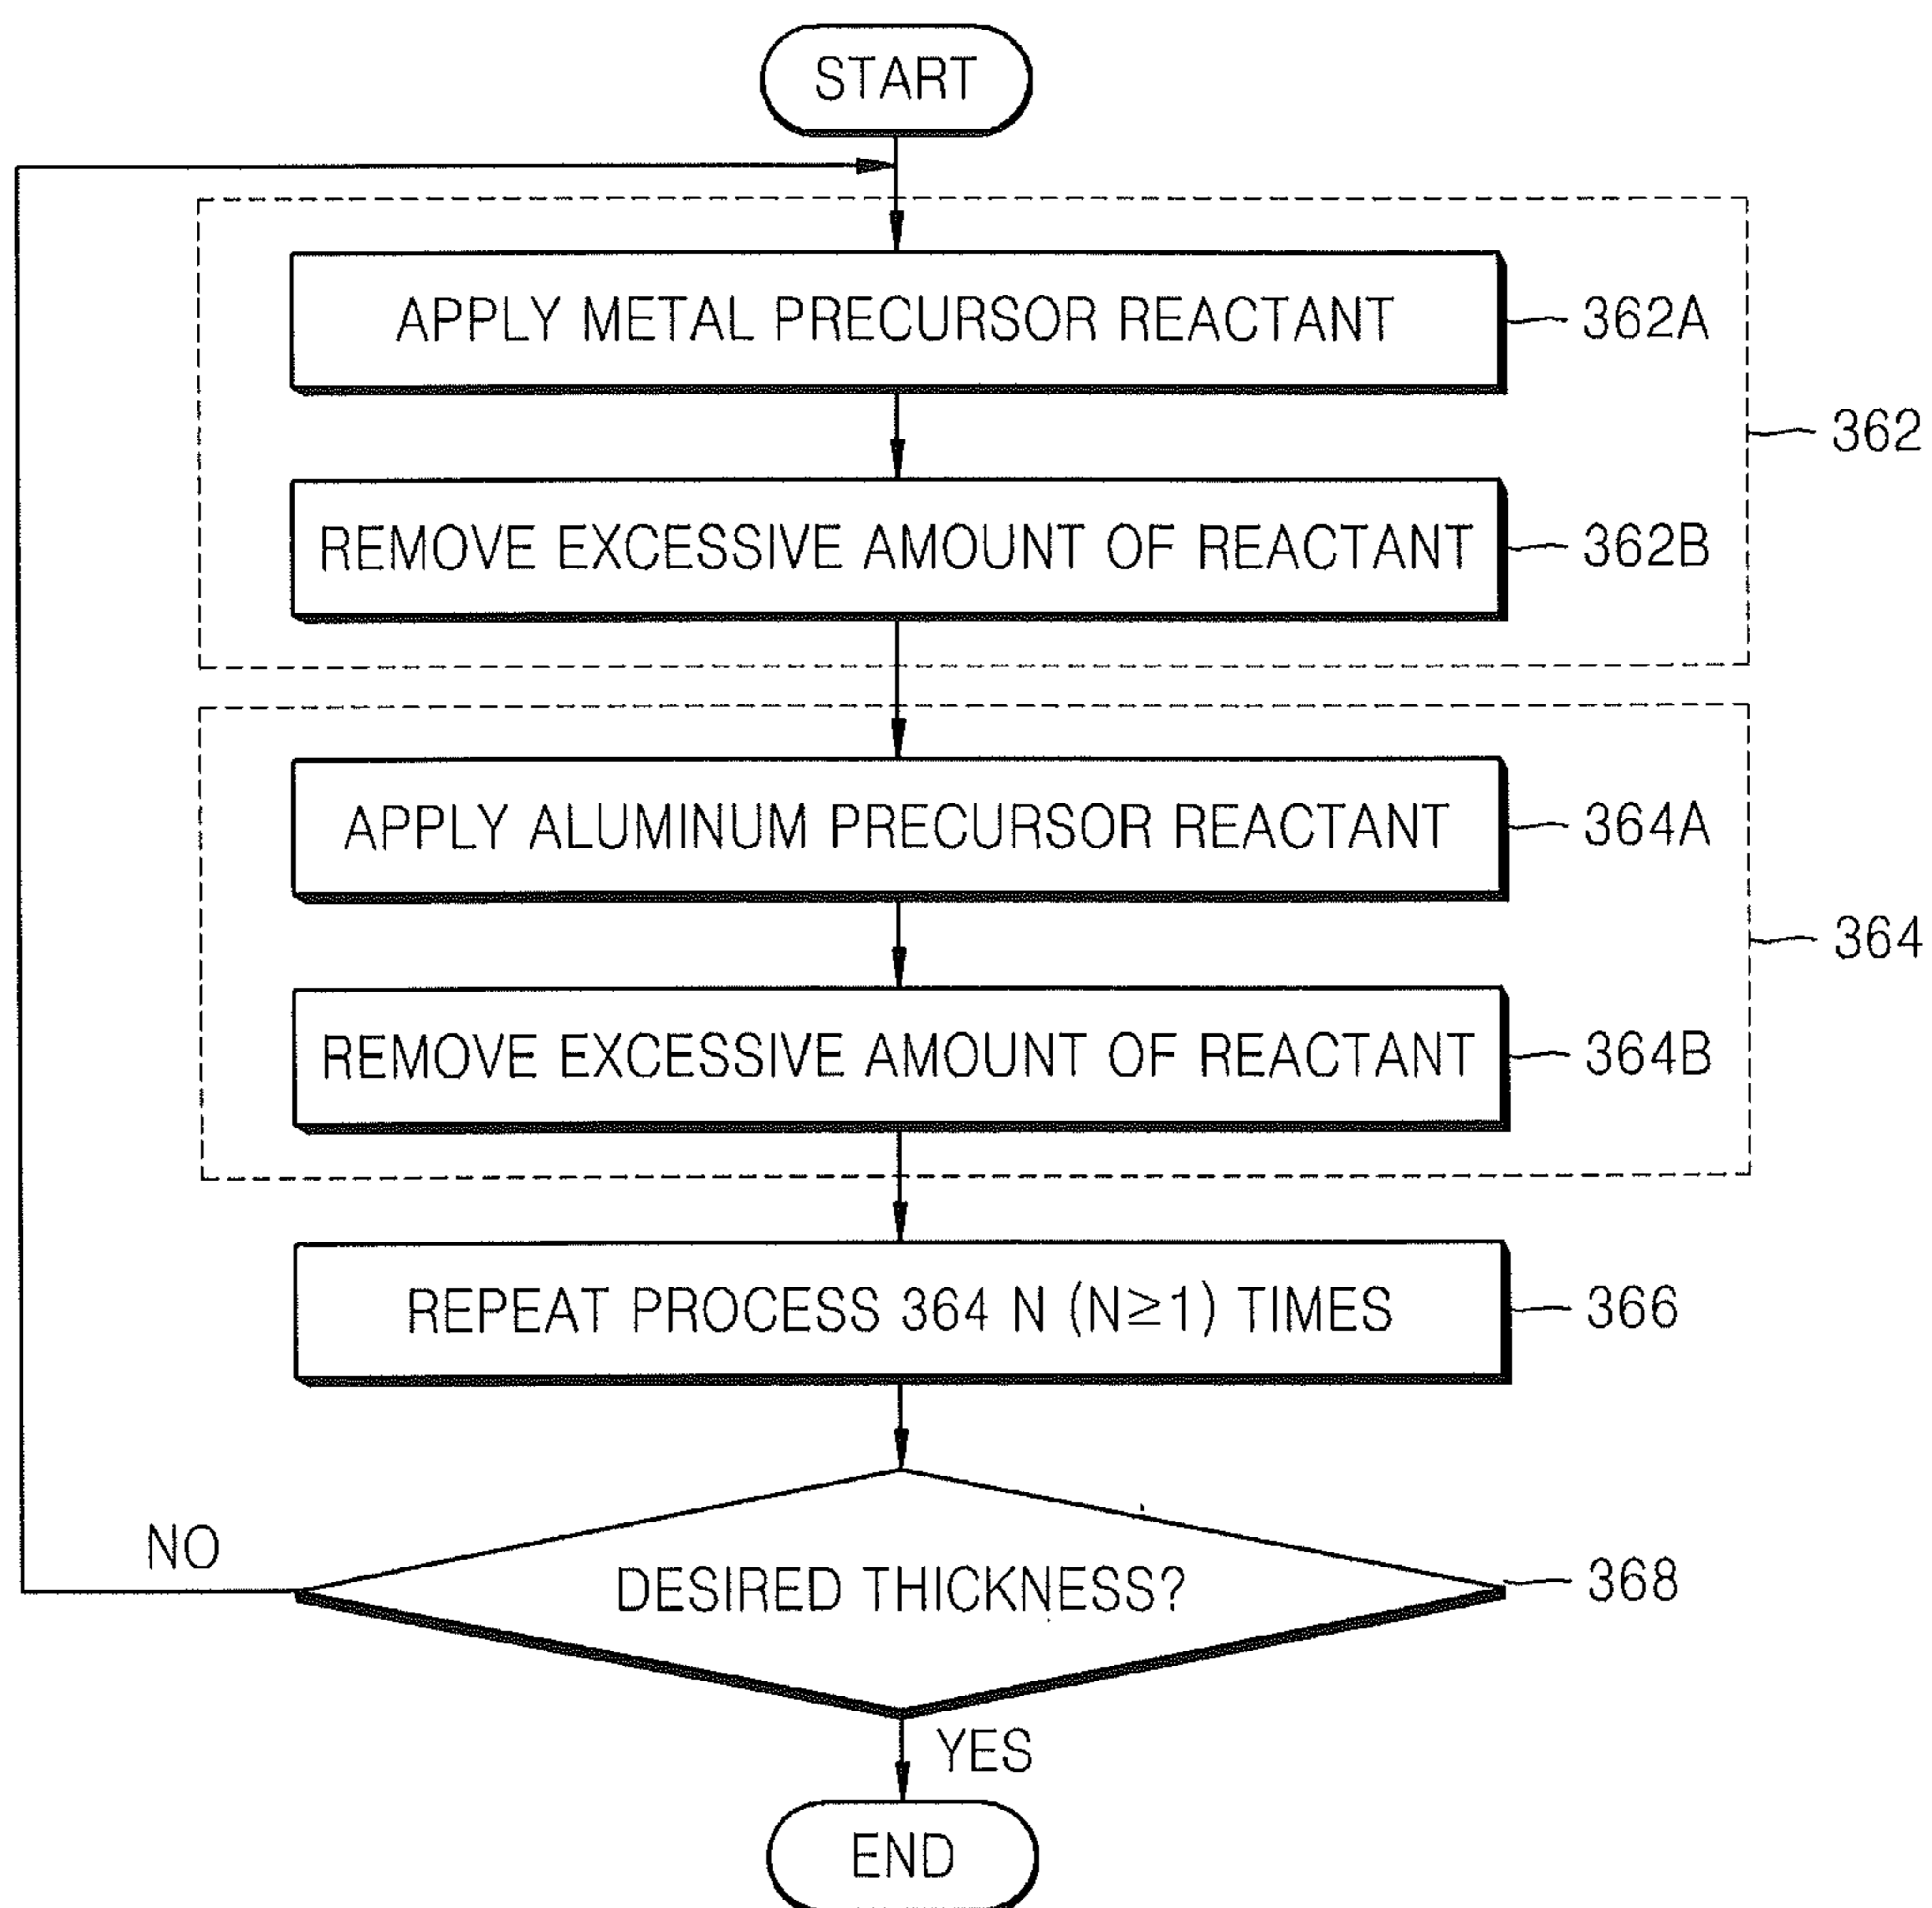 START
APPLY METAL PRECURSOR REACTANT
362A
362
REMOVE EXCESSIVE AMOUNT OF REACTANT
362B
APPLY ALUMINUM PRECURSOR REACTANT
364A
364
REMOVE EXCESSIVE AMOUNT OF REACTANT
364B
REPEAT PROCESS 364 N (N≥1) TIMES
366
NO
DESIRED THICKNESS?
368
YES
END